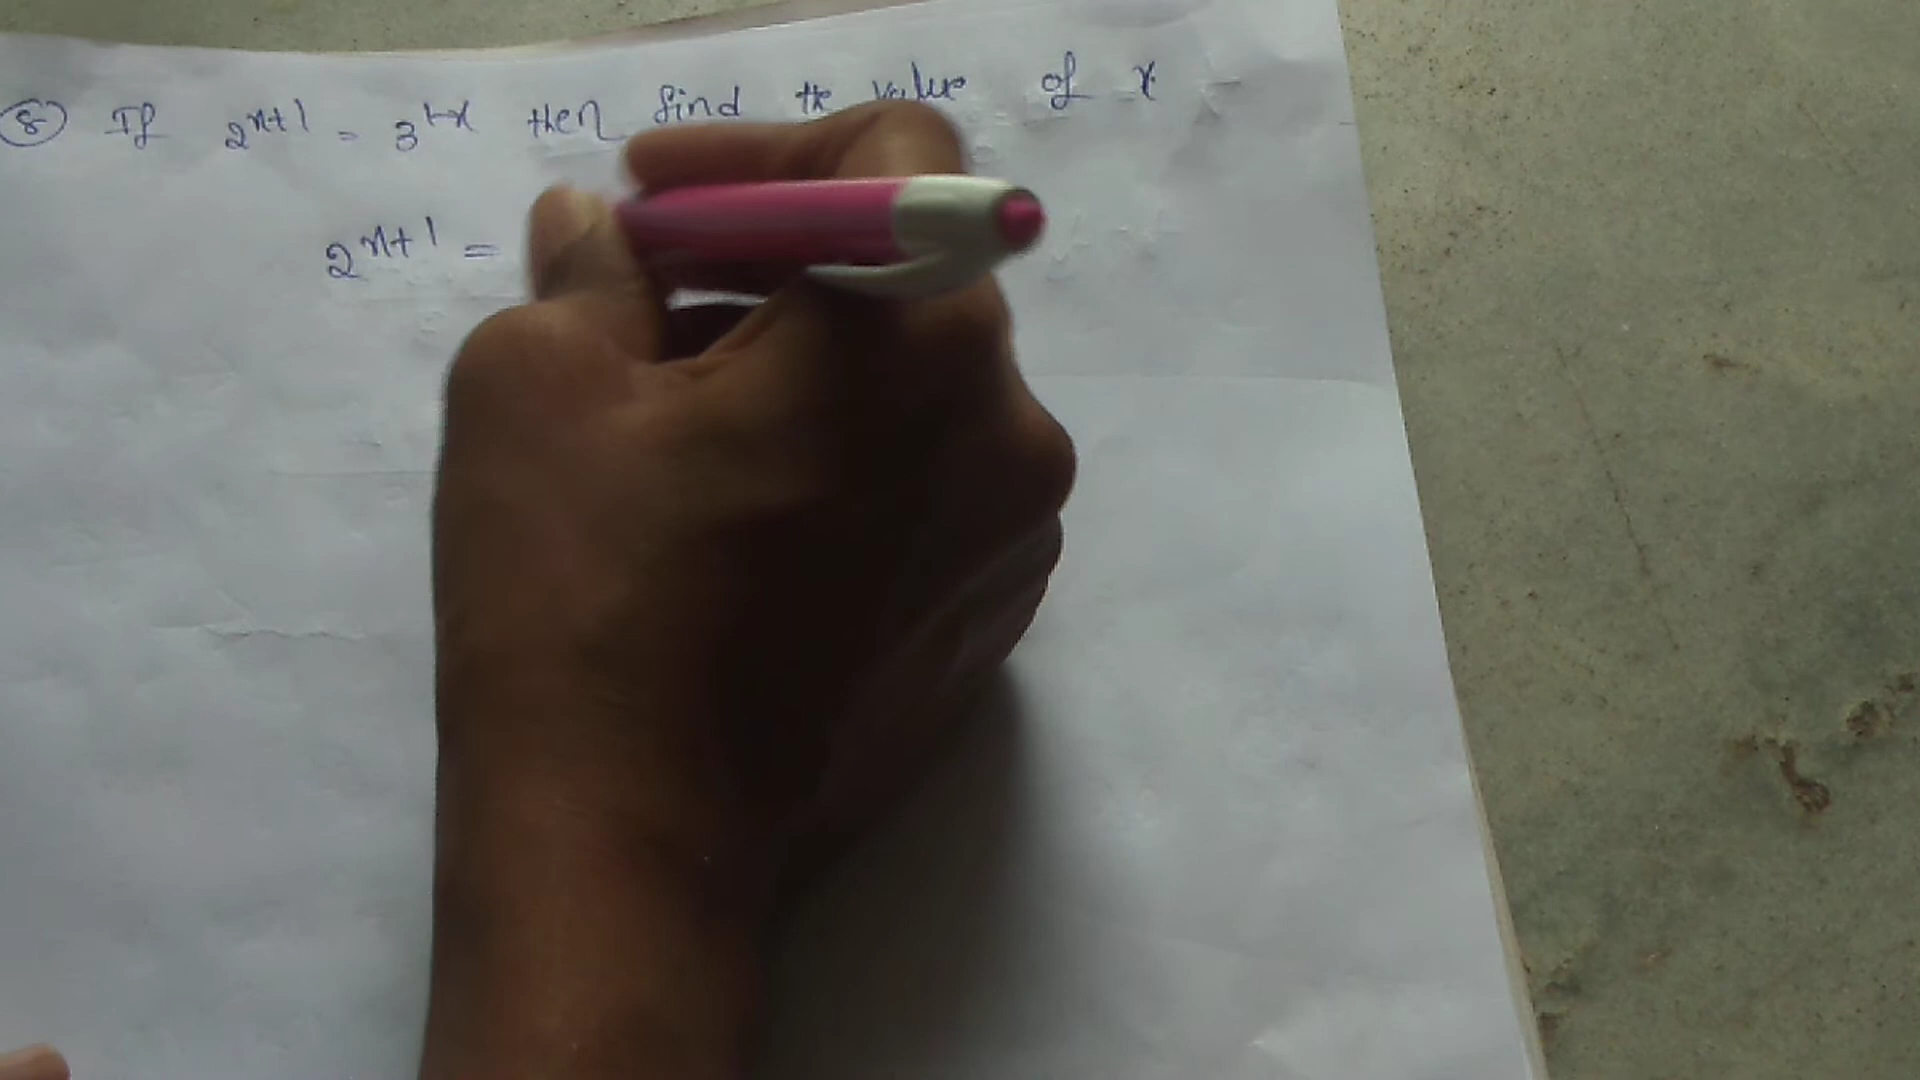 ⑧ If 2^{x+1} = 3^{1-x} then find the value of x.
2^{x+1} =